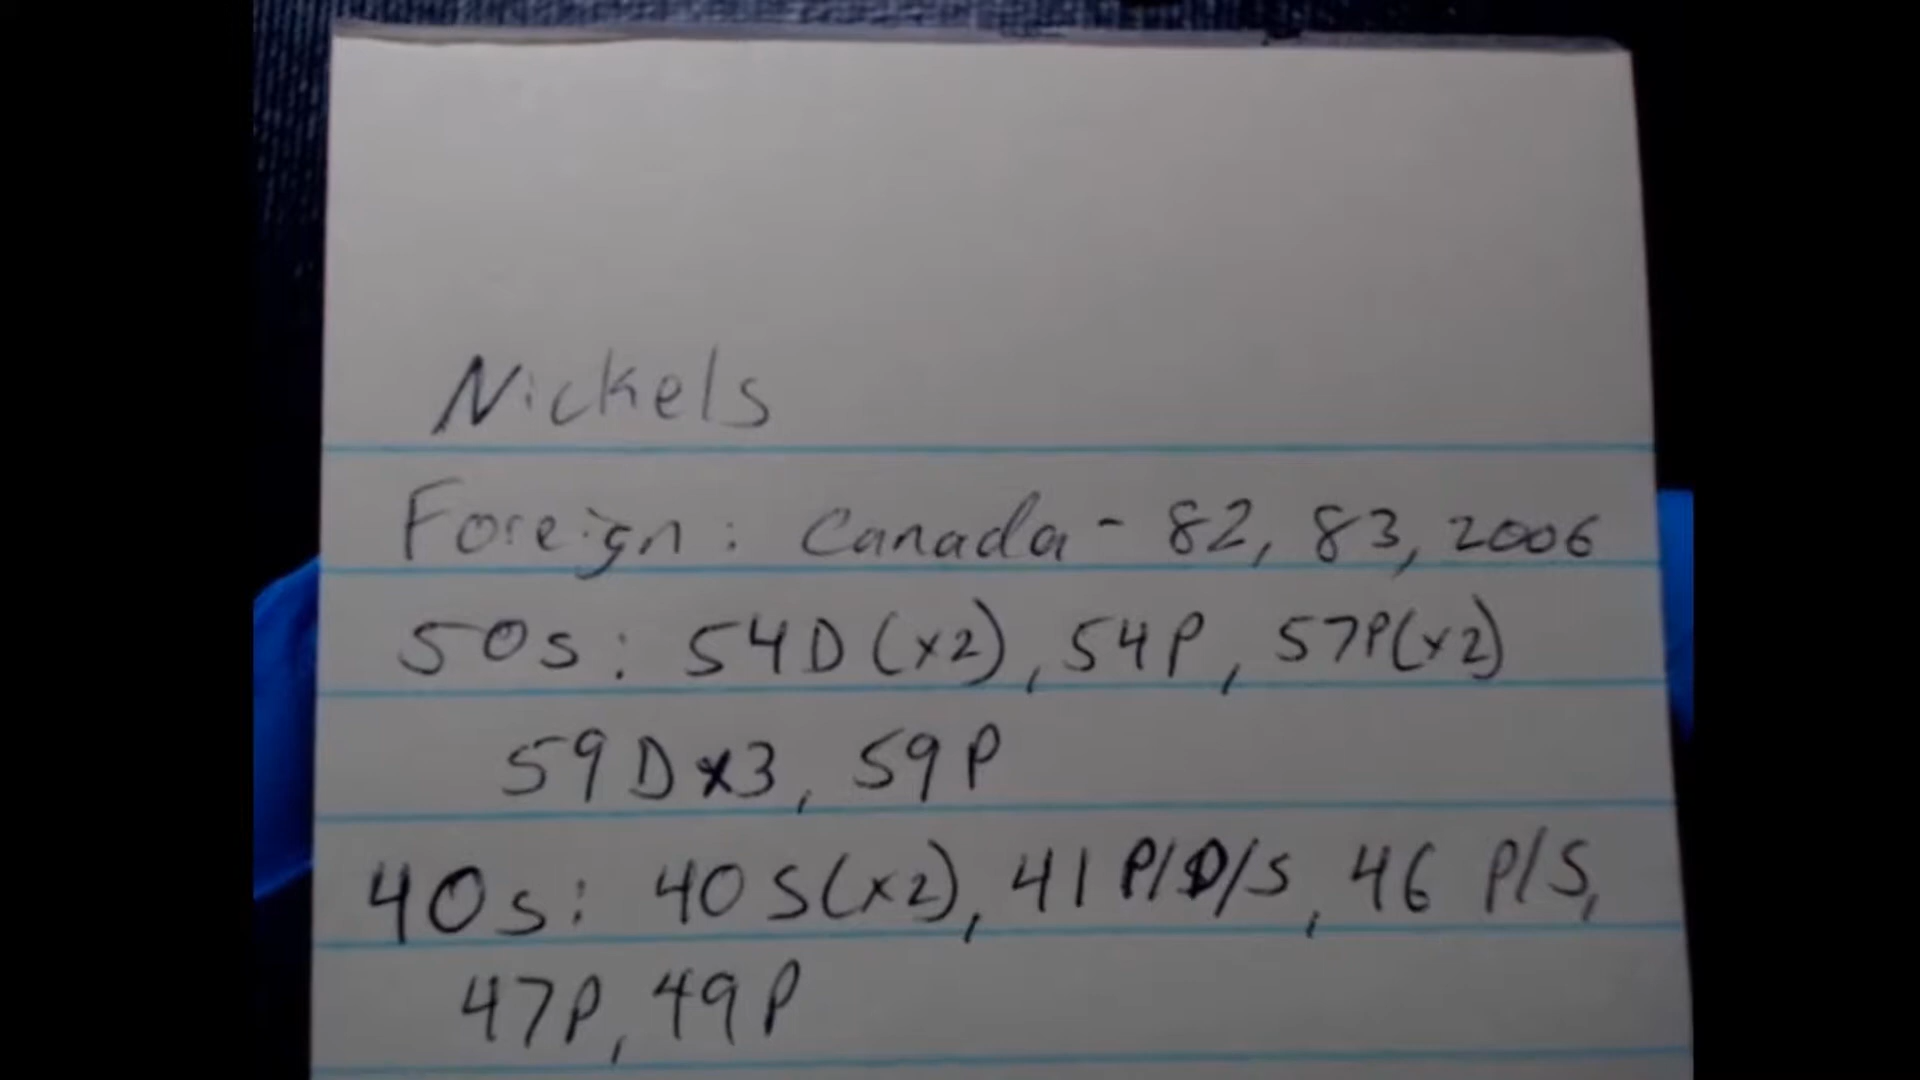 Nickels
Foreign: Canada - 82, 83, 2006
50s: 54D (x2), 54P, 57P(x2)
59D x3, 59P
40s: 40 S(x2), 41 P/D/S, 46 P/S,
47P, 49P